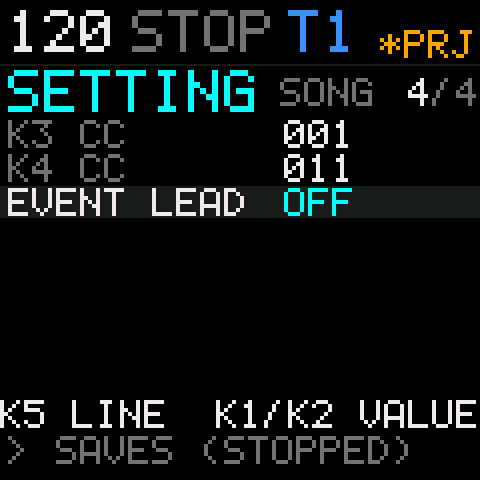 120 STOP T1 *PRJ
SETTING SONG 4/4
K3 CC 001
K4 CC 011
EVENT LEAD OFF
K5 LINE K1/K2 VALUE
> SAVES (STOPPED)